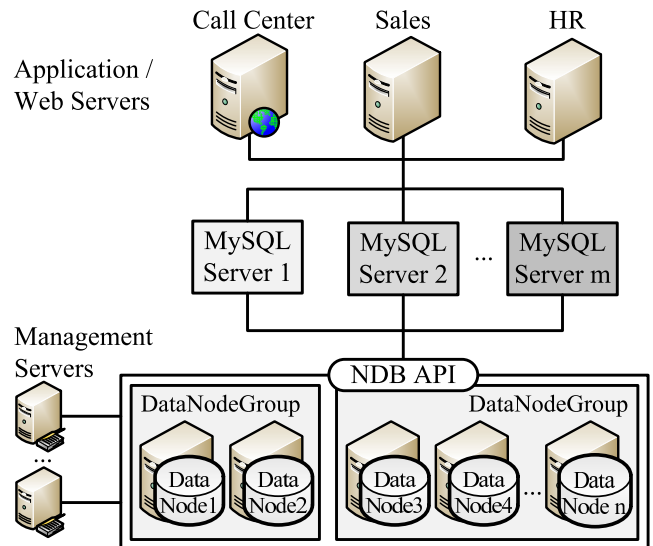 Call Center
Sales
HR
Application /
Web Servers
MySQL
Server 1
MySQL
Server 2
...
MySQL
Server m
Management
Servers
...
NDB API
DataNodeGroup
Data
Node1
Data
Node2
DataNodeGroup
Data
Node3
Data
Node4
...
Data
Node n